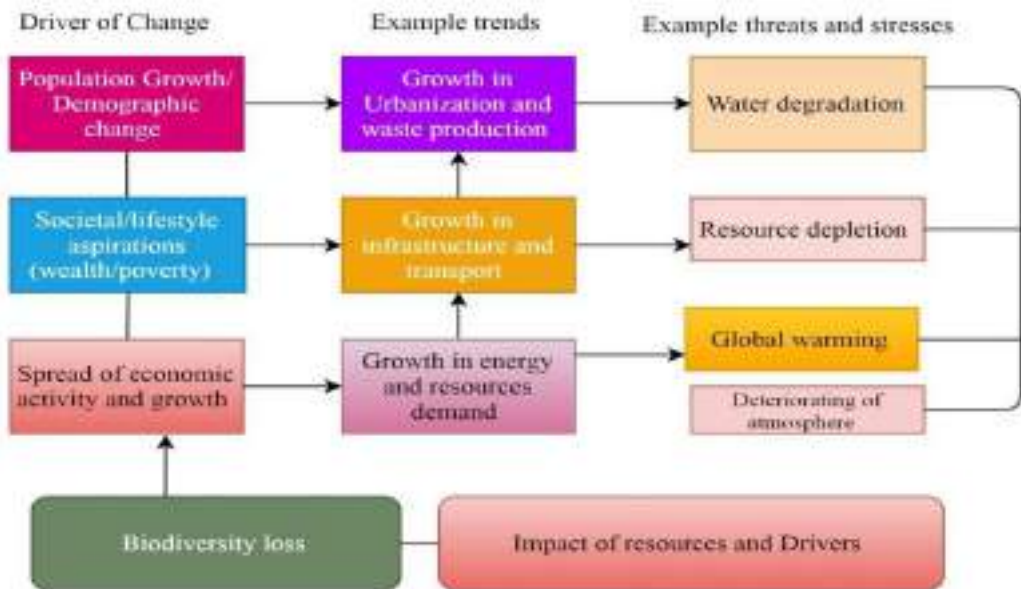 Driver of Change
Example trends
Example threats and stresses
Population Growth/
Demographic
change
Growth in
Urbanization and
waste production
Water degradation
Societal/lifestyle
aspirations
(wealth/poverty)
Growth in
infrastructure and
transport
Resource depletion
Spread of economic
activity and growth
Growth in energy
and resources
demand
Global warming
Deteriorating of
atmosphere
Biodiversity loss
Impact of resources and Drivers